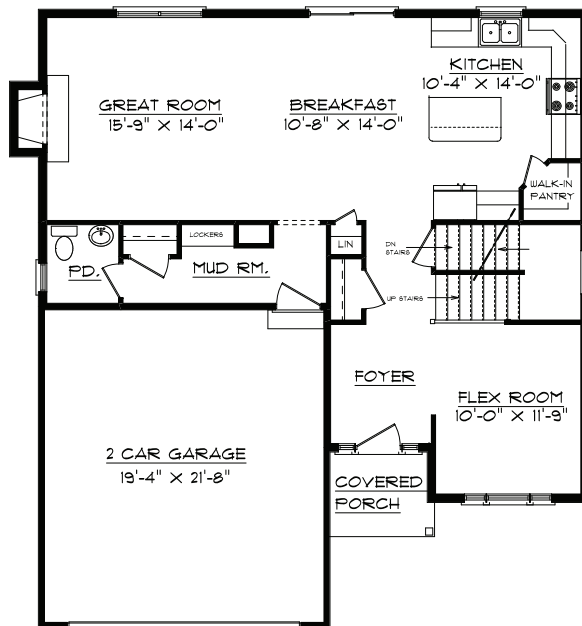 KITCHEN
10'-4" X 14'-0"
GREAT ROOM
15'-9" X 14'-0"
BREAKFAST
10'-8" X 14'-0"
WALK-IN
PANTRY
LOCKERS
LIN
DN
STAIRS
PD.
MUD RM.
UP STAIRS
FOYER
FLEX ROOM
10'-0" X 11'-9"
2 CAR GARAGE
19'-4" X 21'-8"
COVERED
PORCH